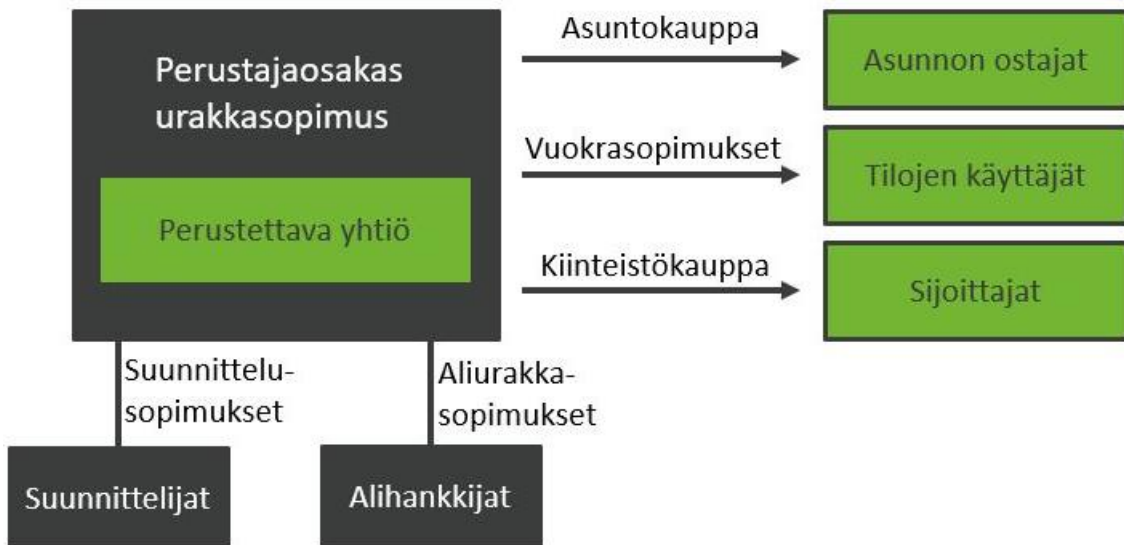 Perustajaosakas
urakkasopimus
Perustettava yhtiö
Asuntokauppa
Asunnon ostajat
Vuokrasopimukset
Tilojen käyttäjät
Kiinteistökauppa
Sijoittajat
Suunnittelu-
sopimukset
Aliurakka-
sopimukset
Suunnittelijat
Alihankkijat